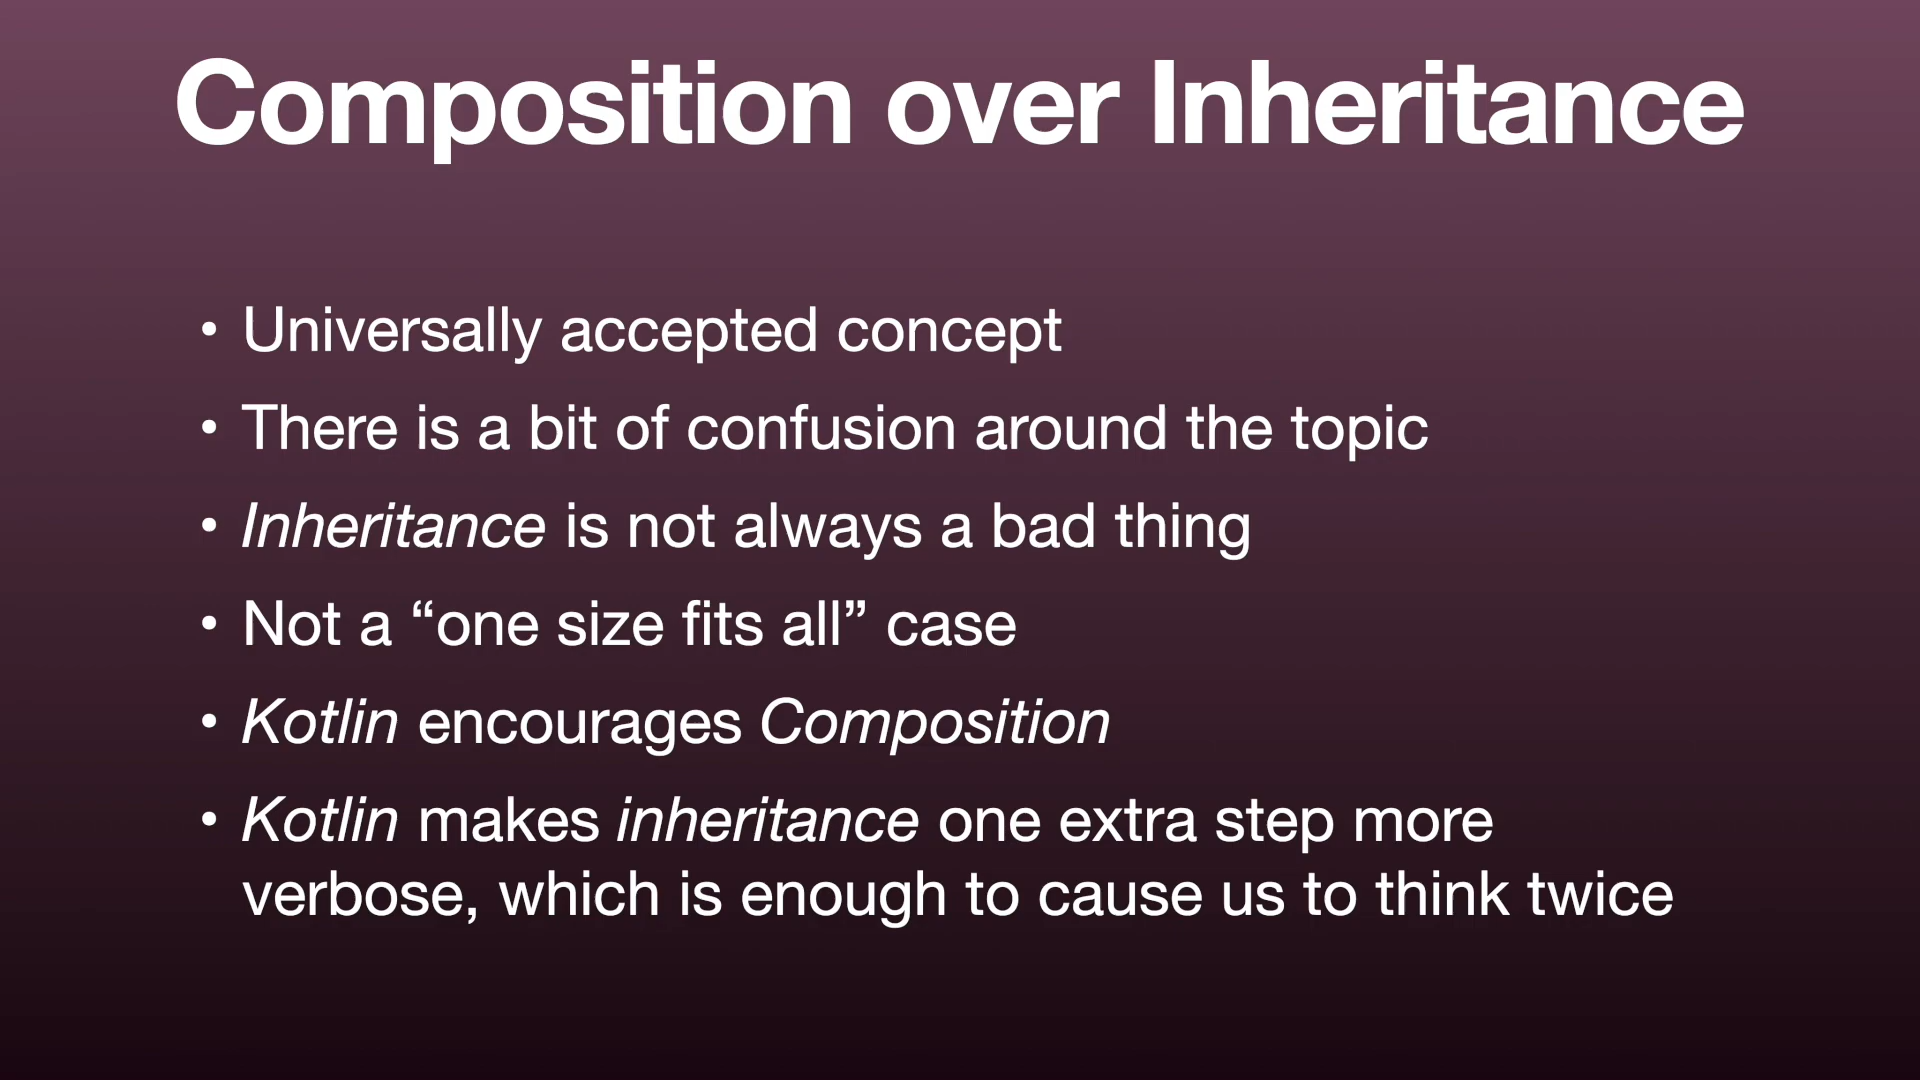 Composition over Inheritance
• Universally accepted concept
• There is a bit of confusion around the topic
• Inheritance is not always a bad thing
• Not a “one size fits all” case
• Kotlin encourages Composition
• Kotlin makes inheritance one extra step more
verbose, which is enough to cause us to think twice